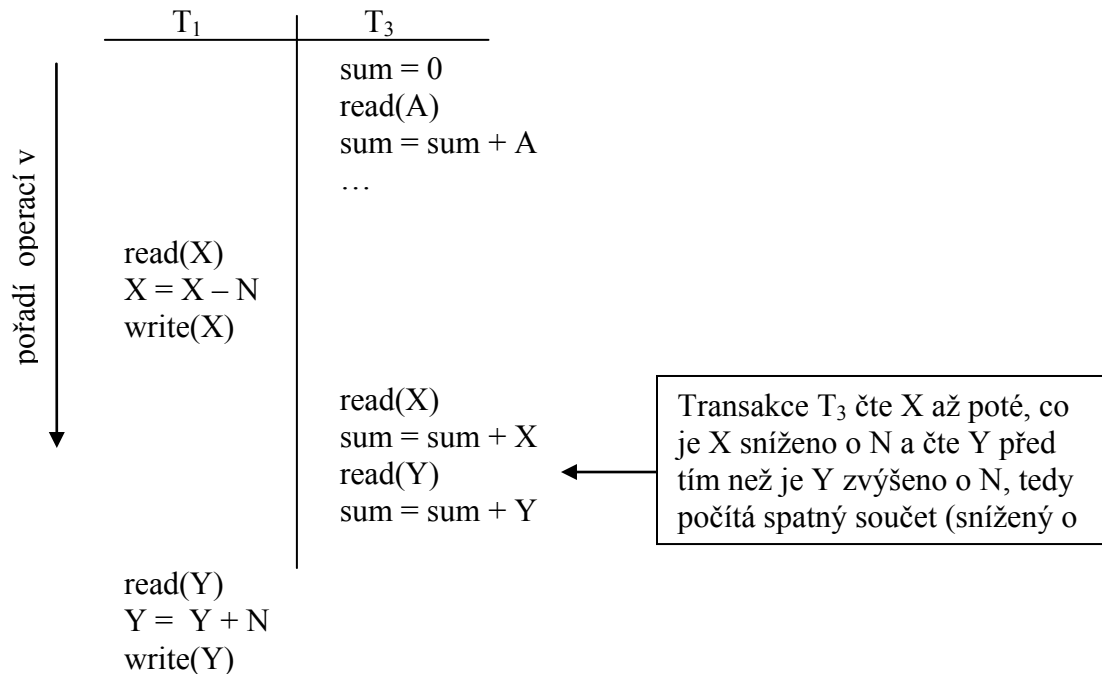 T₁ T₃
sum = 0
read(A)
sum = sum + A
…
read(X)
X = X – N
write(X)
read(X)
sum = sum + X
read(Y)
sum = sum + Y
read(Y)
Y = Y + N
write(Y)
pořadí operací v
Transakce T₃ čte X až poté, co
je X sníženo o N a čte Y před
tím než je Y zvýšeno o N, tedy
počítá spatný součet (snížený o